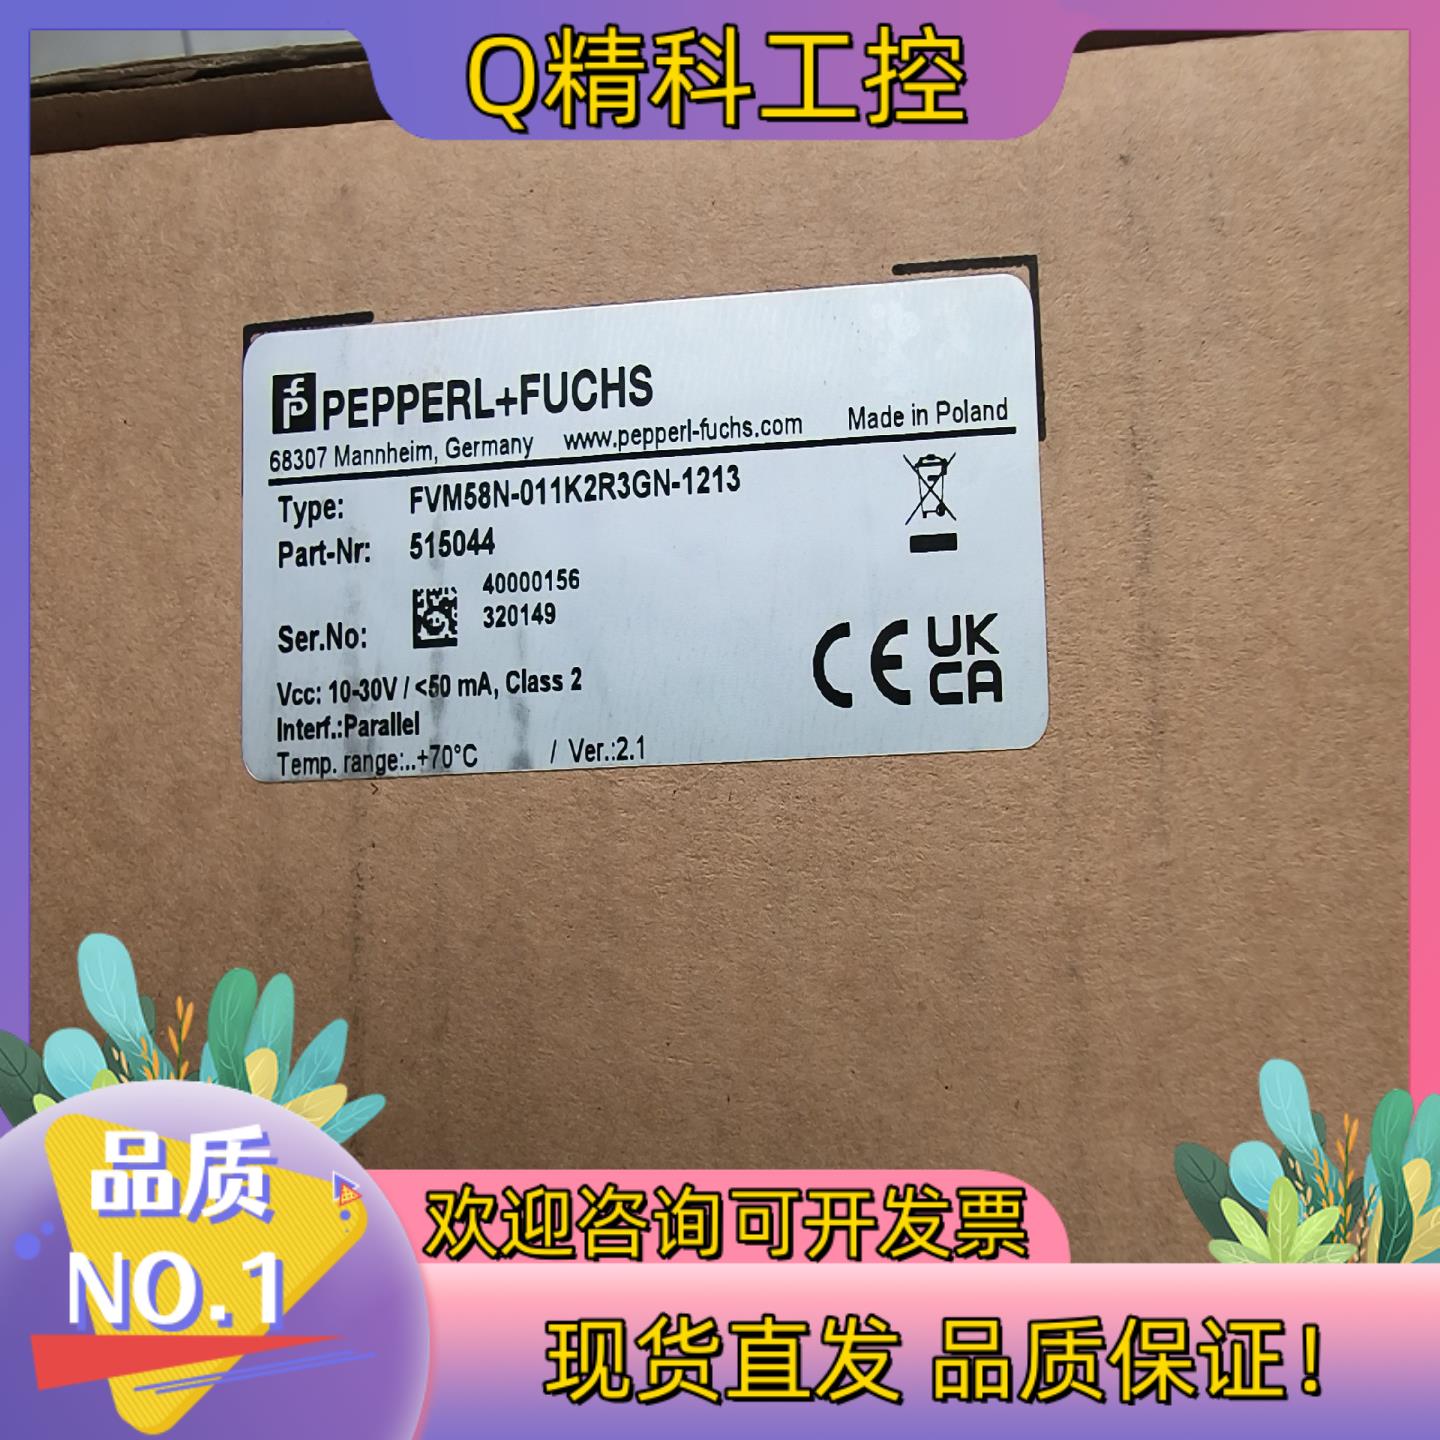 Q精科工控
PEPPERL+FUCHS
68307 Mannheim, Germany www.pepperl-fuchs.com Made in Poland
Type: FVM58N-011K2R3GN-1213
Part-Nr: 515044
40000156
Ser.No: 320149
Vcc: 10-30V / <50 mA, Class 2
Interf.:Parallel
Temp. range:..+70°C / Ver.:2.1
CE UK
CA
品质
NO.1
欢迎咨询可开发票
现货直发 品质保证!